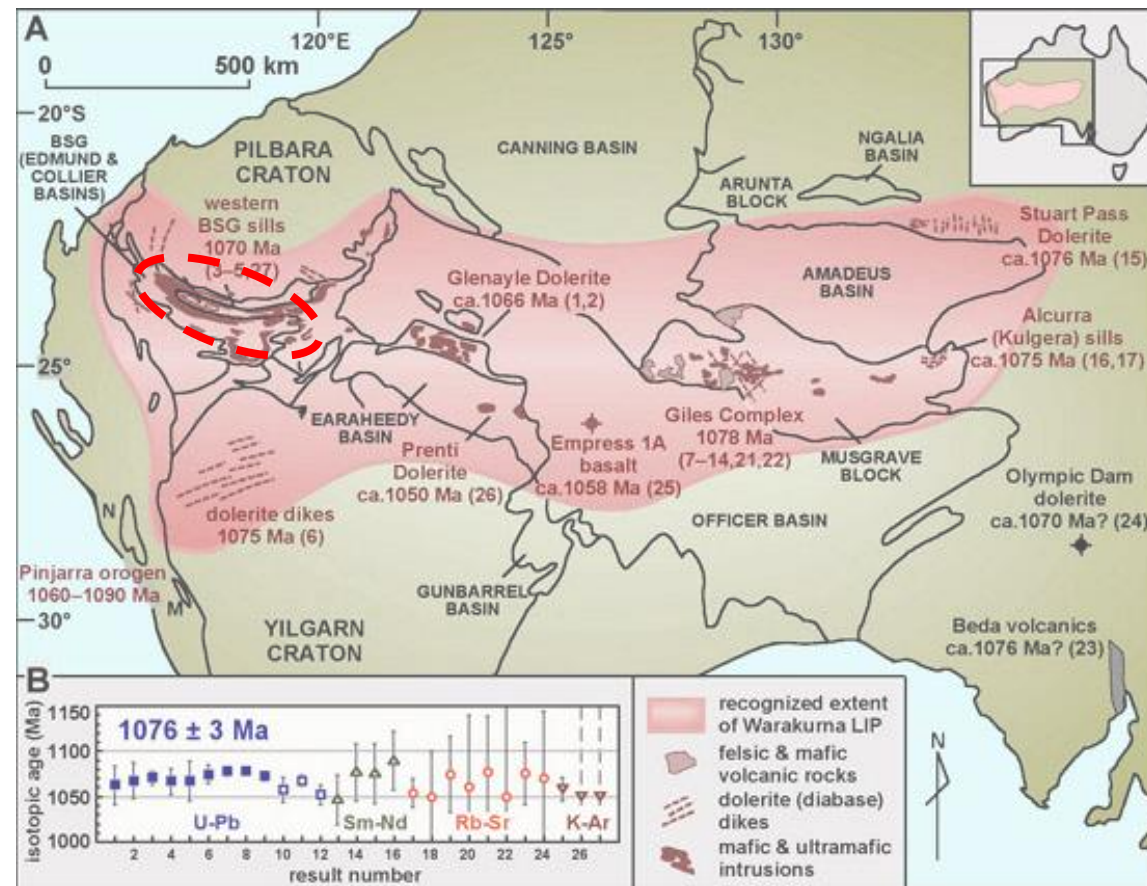 A
120°E
125°
130°
0
500 km
20°S
BSG
(EDMUND &
COLLIER
BASINS)
PILBARA
CRATON
CANNING BASIN
NGALIA
BASIN
ARUNTA
BLOCK
western
BSG sills
1070 Ma
(3–5,27)
Stuart Pass
Dolerite
ca.1076 Ma (15)
Glenayle Dolerite
ca.1066 Ma (1,2)
AMADEUS
BASIN
Alcurra
(Kulgera) sills
ca.1075 Ma (16,17)
25°
EARAHEEDY
BASIN
Prenti
Dolerite
ca.1050 Ma (26)
Empress 1A
basalt
ca.1058 Ma (25)
Giles Complex
1078 Ma
(7–14,21,22)
MUSGRAVE
BLOCK
Olympic Dam
dolerite
ca.1070 Ma? (24)
N
dolerite dikes
1075 Ma (6)
OFFICER BASIN
Pinjarra orogen
1060–1090 Ma
M
GUNBARREL
BASIN
30°
YILGARN
CRATON
Beda volcanics
ca.1076 Ma? (23)
B
isotopic age (Ma)
1150
1100
1050
1000
1076 ± 3 Ma
U-Pb
Sm-Nd
Rb-Sr
K-Ar
2 4 6 8 10 12 14 16 18 20 22 24 26
result number
recognized extent
of Warakurna LIP
felsic & mafic
volcanic rocks
dolerite (diabase)
dikes
mafic & ultramafic
intrusions
N